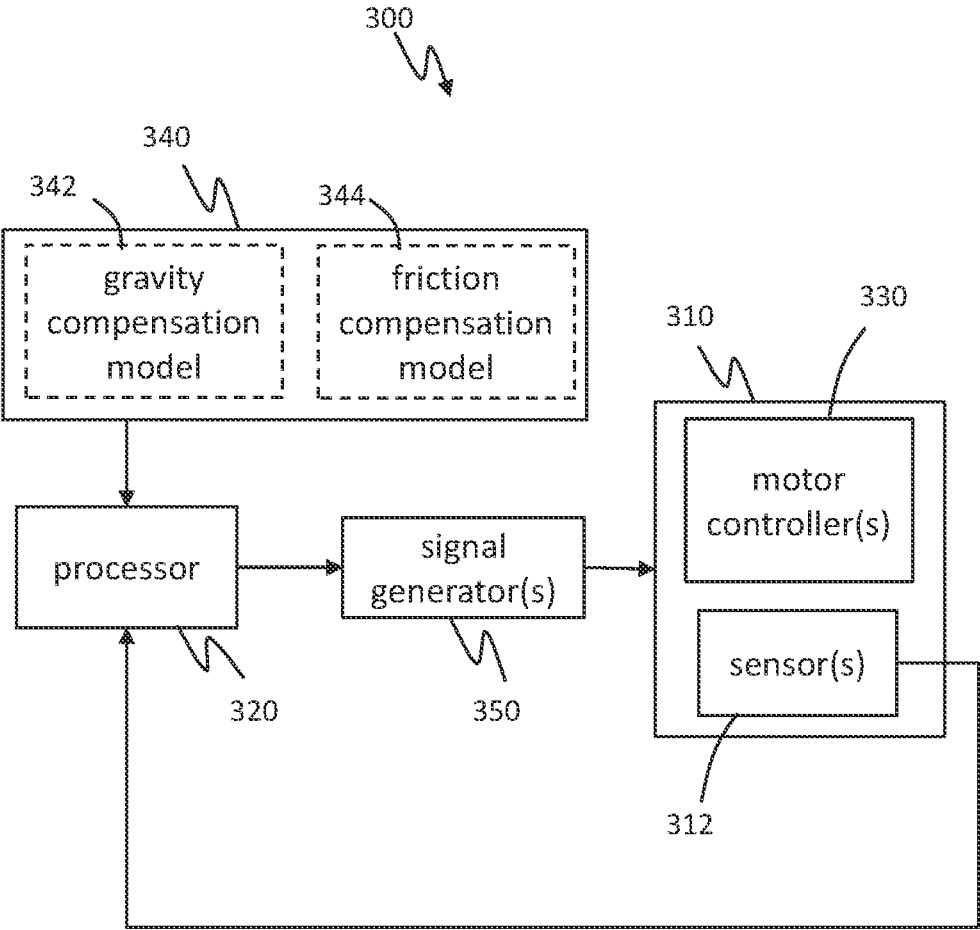 300
340
342
344
gravity
compensation
model
friction
compensation
model
310
330
motor
controller(s)
processor
signal
generator(s)
sensor(s)
320
350
312